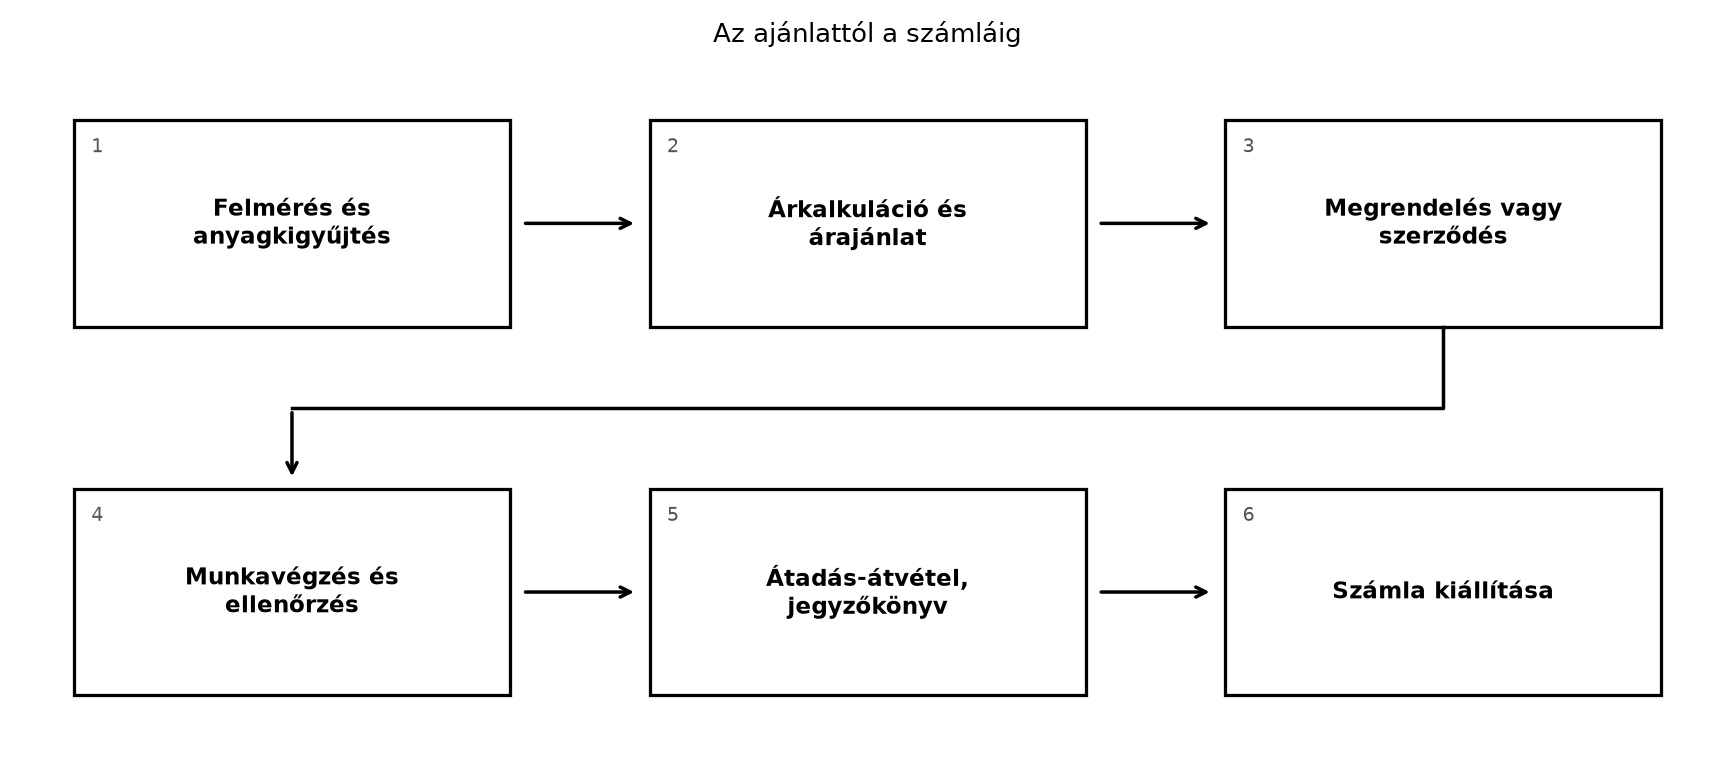 Az ajánlattól a számláig
1
Felmérés és
anyagkigyűjtés
2
Árkalkuláció és
árajánlat
3
Megrendelés vagy
szerződés
4
Munkavégzés és
ellenőrzés
5
Átadás-átvétel,
jegyzőkönyv
6
Számla kiállítása